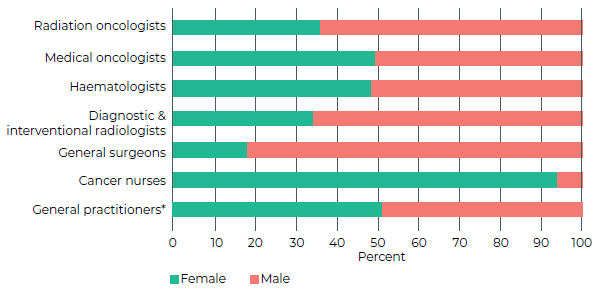 Radiation oncologists
Medical oncologists
Haematologists
Diagnostic &
interventional radiologists
General surgeons
Cancer nurses
General practitioners*
0 10 20 30 40 50 60 70 80 90 100
Percent
Female Male